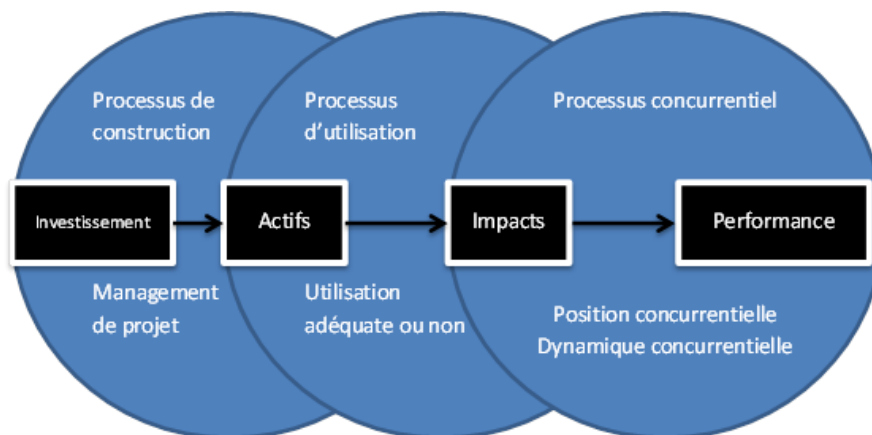 Processus de
construction
Processus
d'utilisation
Processus concurrentiel
Investissement
Actifs
Impacts
Performance
Management
de projet
Utilisation
adéquate ou non
Position concurrentielle
Dynamique concurrentielle